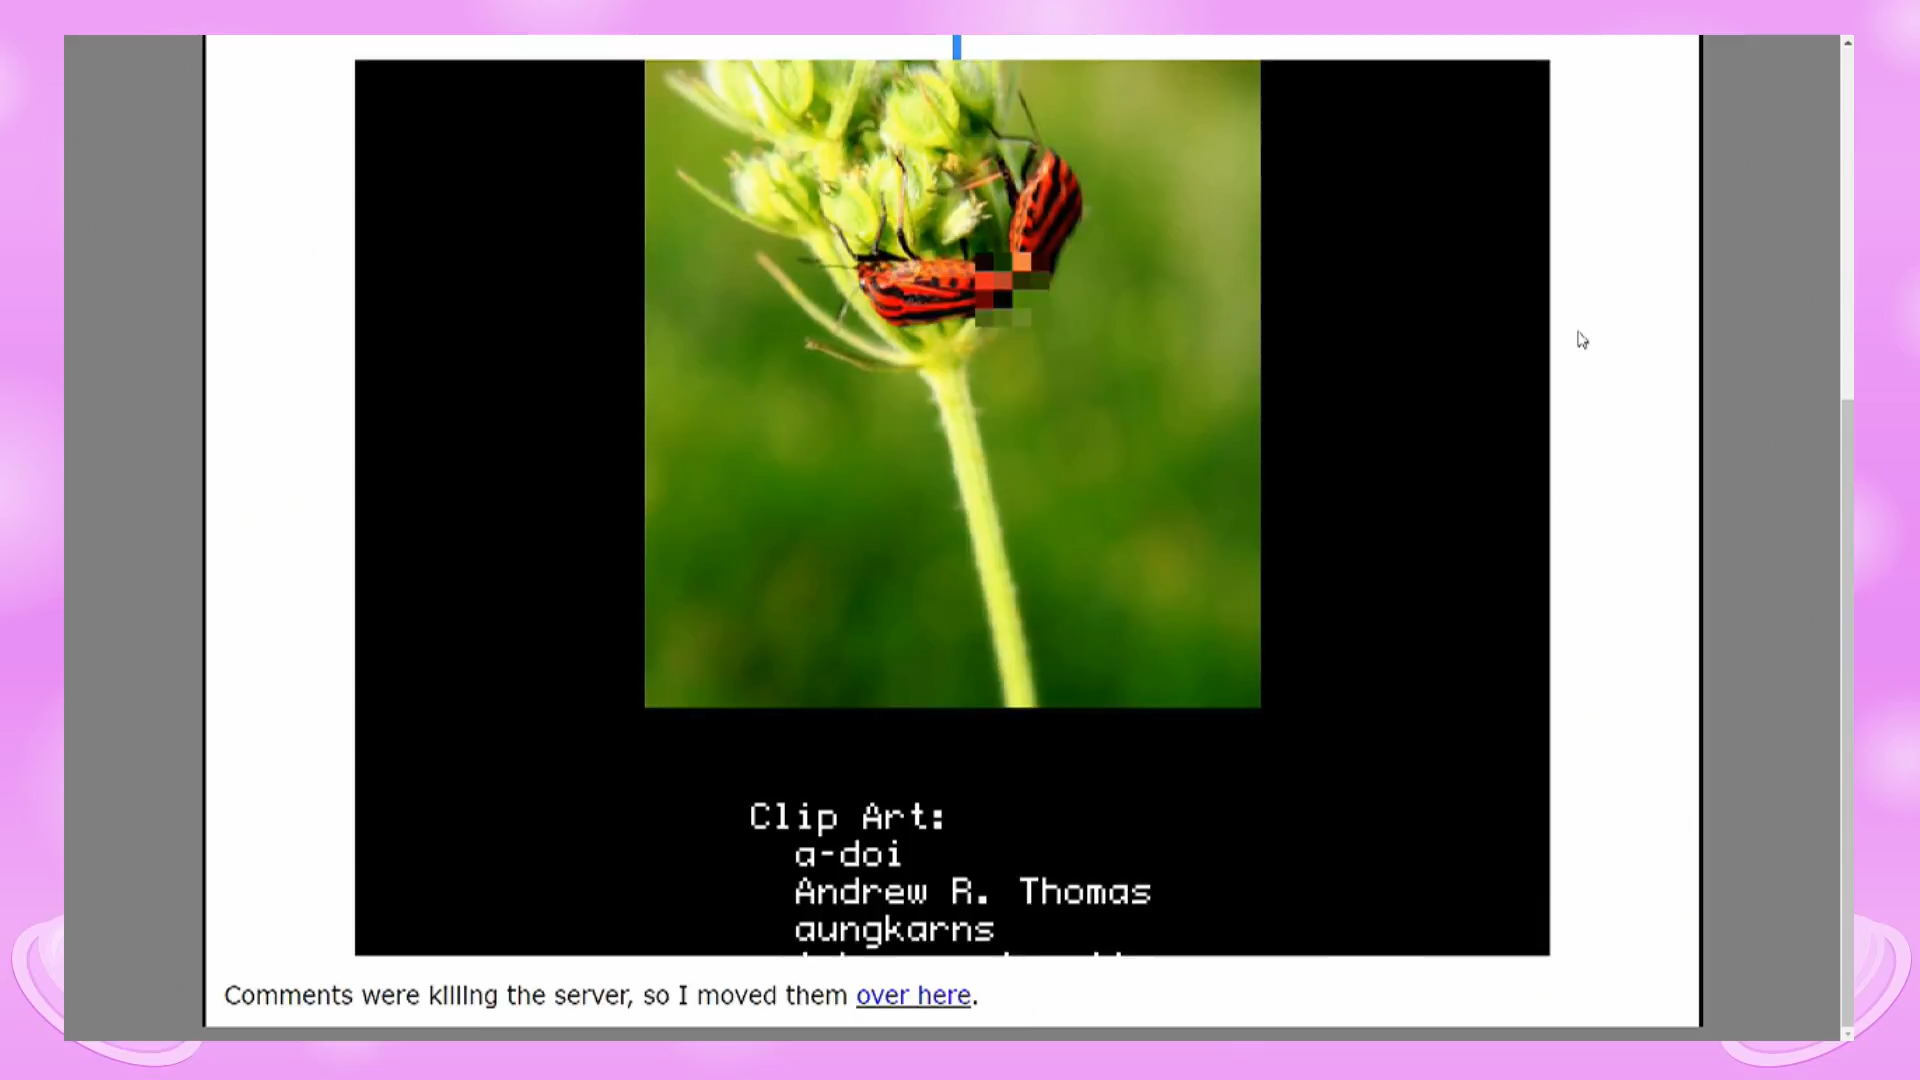 Clip Art:
a-doi
Andrew R. Thomas
aungkarns
Comments were killing the server, so I moved them over here.